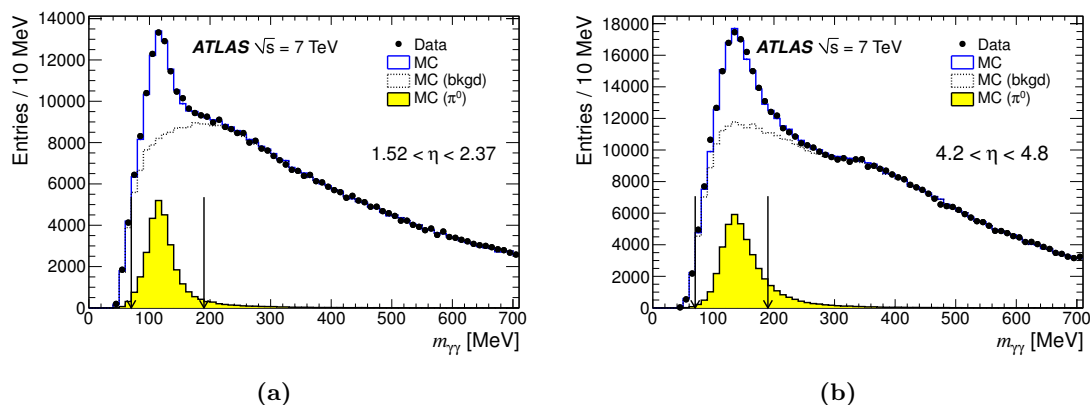 Entries / 10 MeV
14000
12000
10000
8000
6000
4000
2000
0
ATLAS √s = 7 TeV
Data
MC
MC (bkgd)
MC (π⁰)
1.52 < η < 2.37
0 100 200 300 400 500 600 700
mγγ [MeV]
(a)
Entries / 10 MeV
18000
16000
14000
12000
10000
8000
6000
4000
2000
0
ATLAS √s = 7 TeV
Data
MC
MC (bkgd)
MC (π⁰)
4.2 < η < 4.8
0 100 200 300 400 500 600 700
mγγ [MeV]
(b)